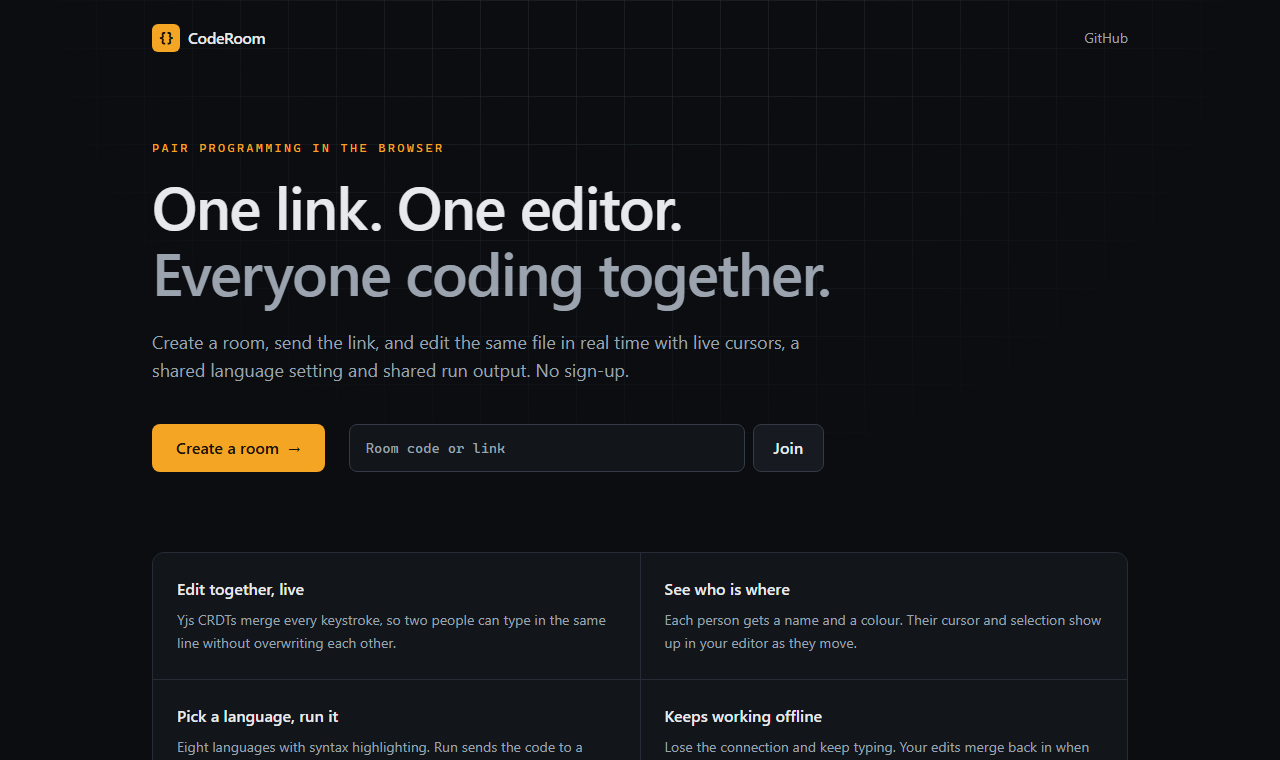 {} CodeRoom
GitHub
PAIR PROGRAMMING IN THE BROWSER
One link. One editor.
Everyone coding together.
Create a room, send the link, and edit the same file in real time with live cursors, a
shared language setting and shared run output. No sign-up.
Create a room →
Room code or link
Join
Edit together, live
Yjs CRDTs merge every keystroke, so two people can type in the same
line without overwriting each other.
See who is where
Each person gets a name and a colour. Their cursor and selection show
up in your editor as they move.
Pick a language, run it
Eight languages with syntax highlighting. Run sends the code to a
Keeps working offline
Lose the connection and keep typing. Your edits merge back in when